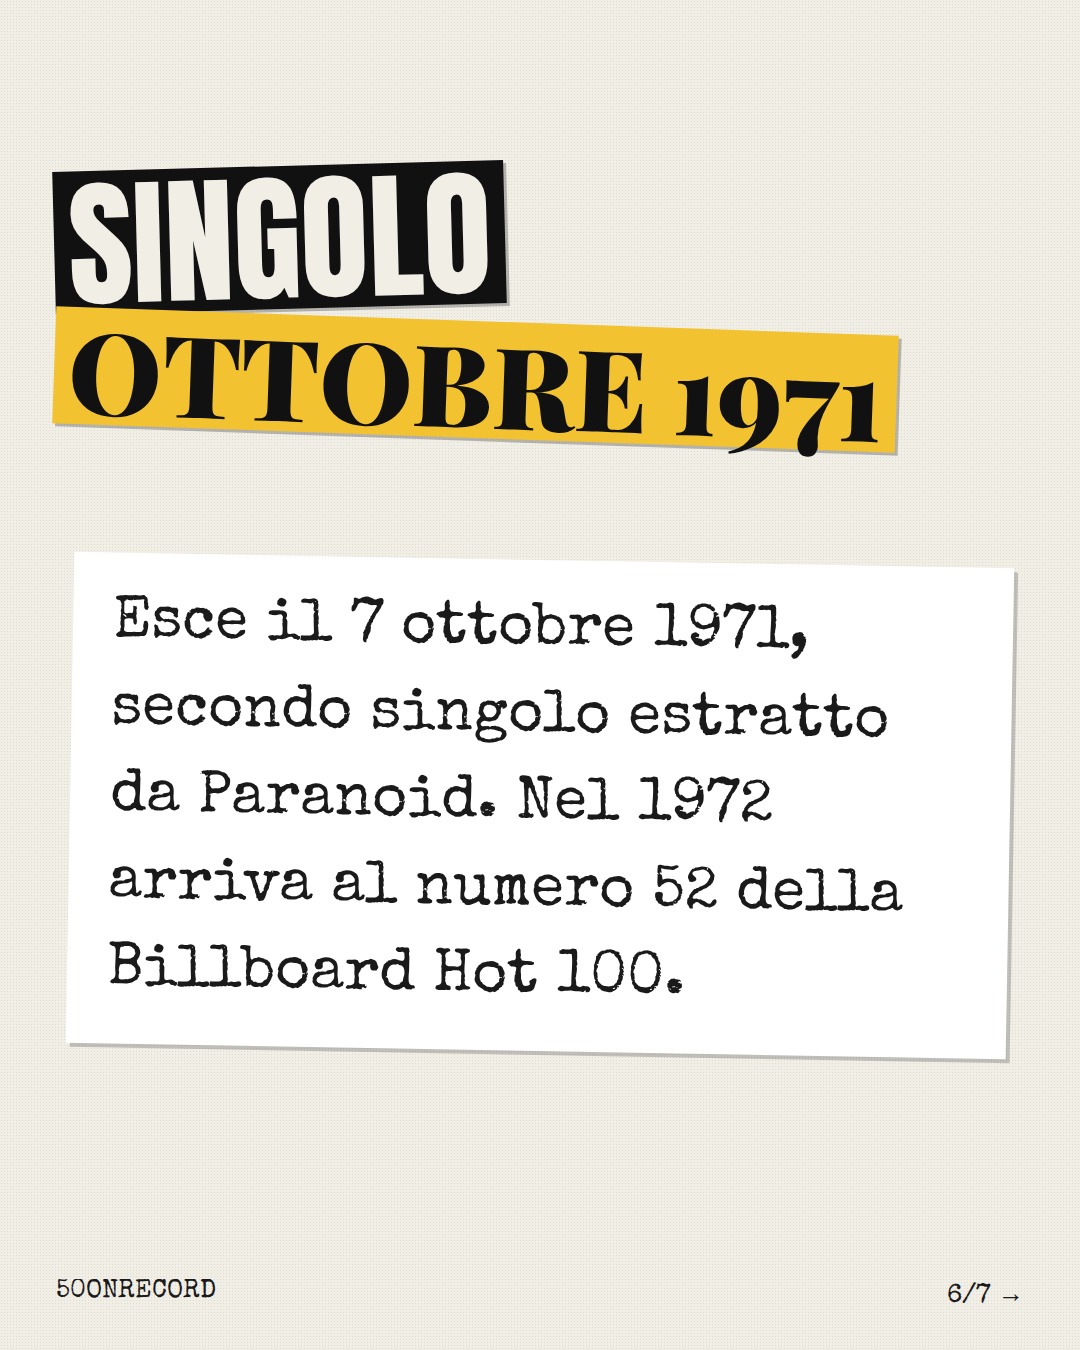 SINGOLO
OTTOBRE 1971
Esce il 7 ottobre 1971,
secondo singolo estratto
da Paranoid. Nel 1972
arriva al numero 52 della
Billboard Hot 100.
500NRECORD
6/7 →